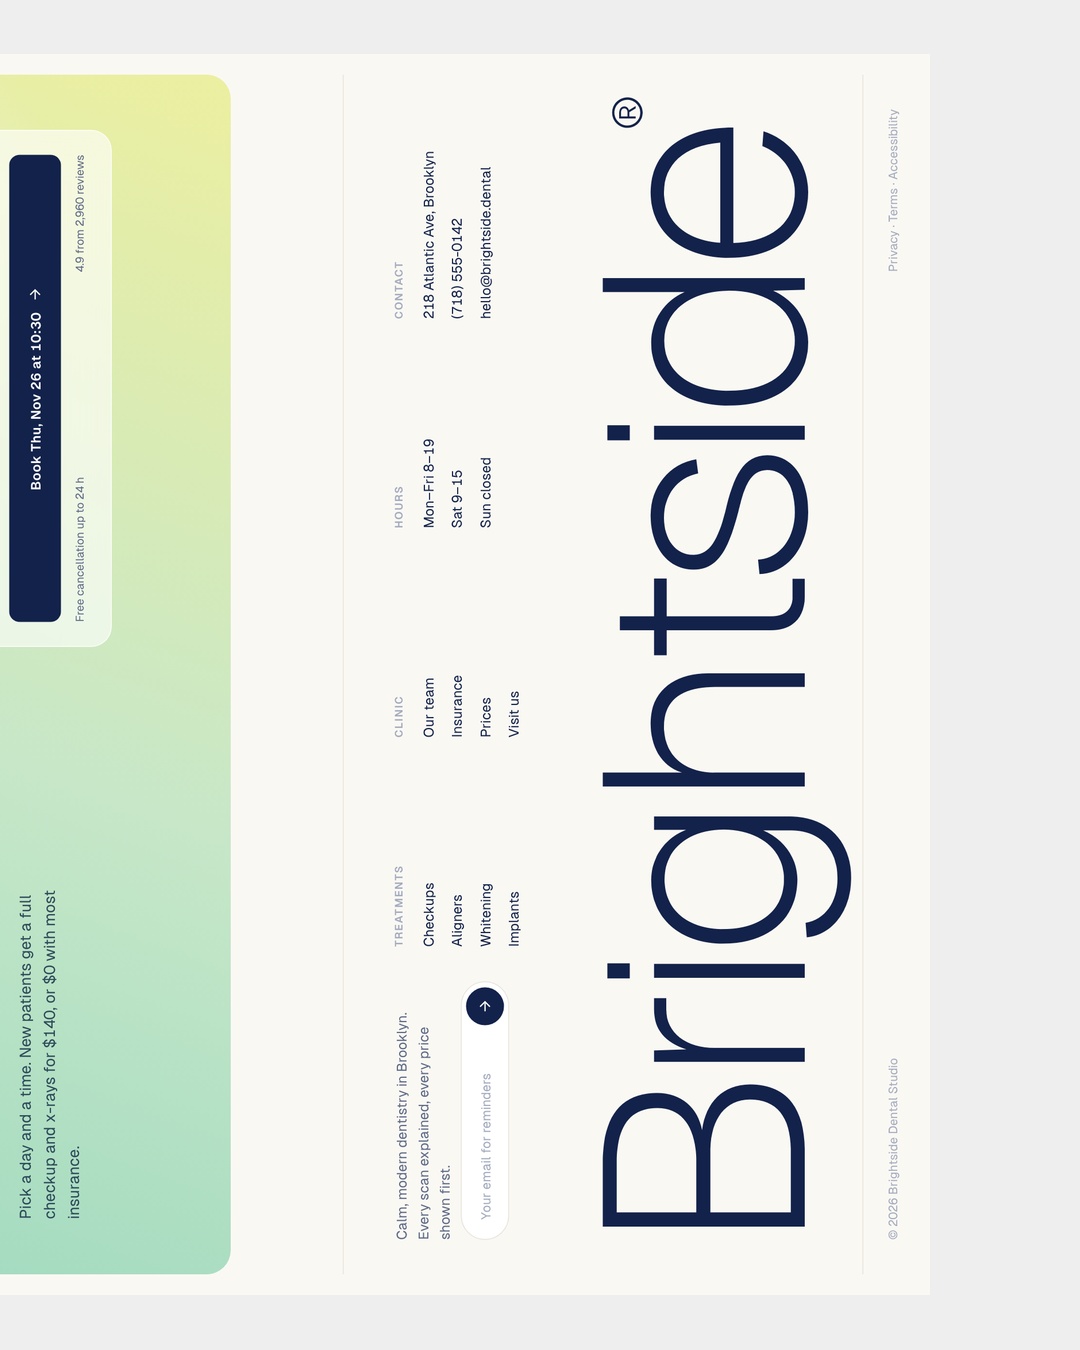 Pick a day and a time. New patients get a full
checkup and x-rays for $140, or $0 with most
insurance.
Book Thu, Nov 26 at 10:30 →
Free cancellation up to 24 h
4.9 from 2,960 reviews
Calm, modern dentistry in Brooklyn.
Every scan explained, every price
shown first.
Your email for reminders
TREATMENTS
Checkups
Aligners
Whitening
Implants
CLINIC
Our team
Insurance
Prices
Visit us
HOURS
Mon–Fri 8–19
Sat 9–15
Sun closed
CONTACT
218 Atlantic Ave, Brooklyn
(718) 555-0142
hello@brightside.dental
Brightside®
© 2026 Brightside Dental Studio
Privacy · Terms · Accessibility